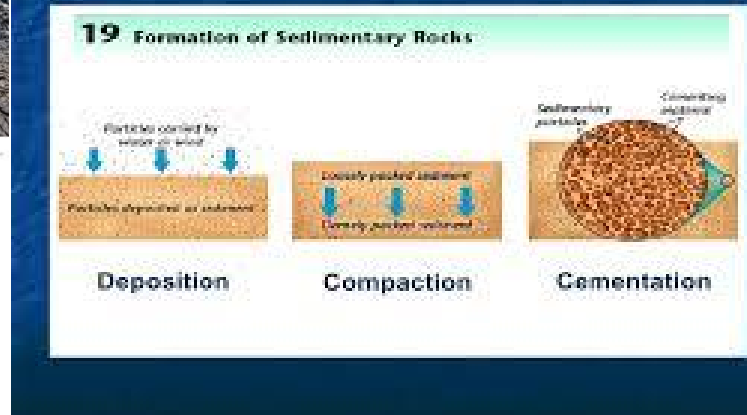 19 Formation of Sedimentary Rocks
Particles carried by
water or wind
Particles deposited as sediment
Deposition
Loosely packed sediment
Densely packed sediment
Compaction
Sedimentary
particles
Cementing
material
Cementation